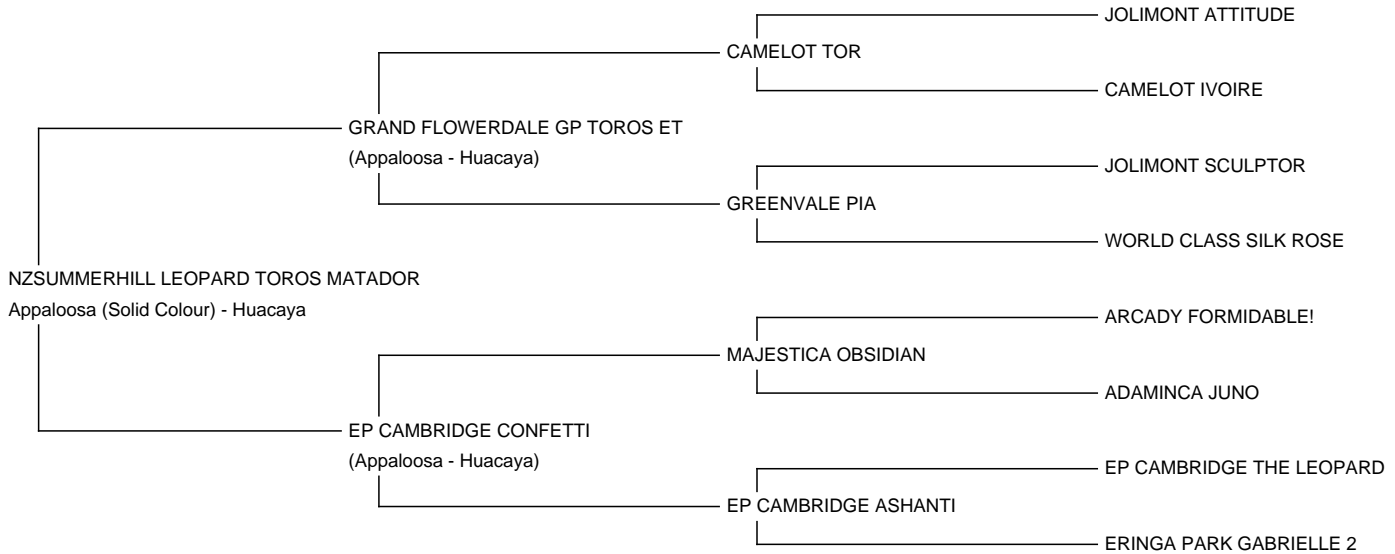 JOLIMONT ATTITUDE
CAMELOT TOR
CAMELOT IVOIRE
GRAND FLOWERDALE GP TOROS ET
(Appaloosa - Huacaya)
JOLIMONT SCULPTOR
GREENVALE PIA
WORLD CLASS SILK ROSE
NZSUMMERHILL LEOPARD TOROS MATADOR
Appaloosa (Solid Colour) - Huacaya
ARCADY FORMIDABLE!
MAJESTICA OBSIDIAN
ADAMINCA JUNO
EP CAMBRIDGE CONFETTI
(Appaloosa - Huacaya)
EP CAMBRIDGE THE LEOPARD
EP CAMBRIDGE ASHANTI
ERINGA PARK GABRIELLE 2